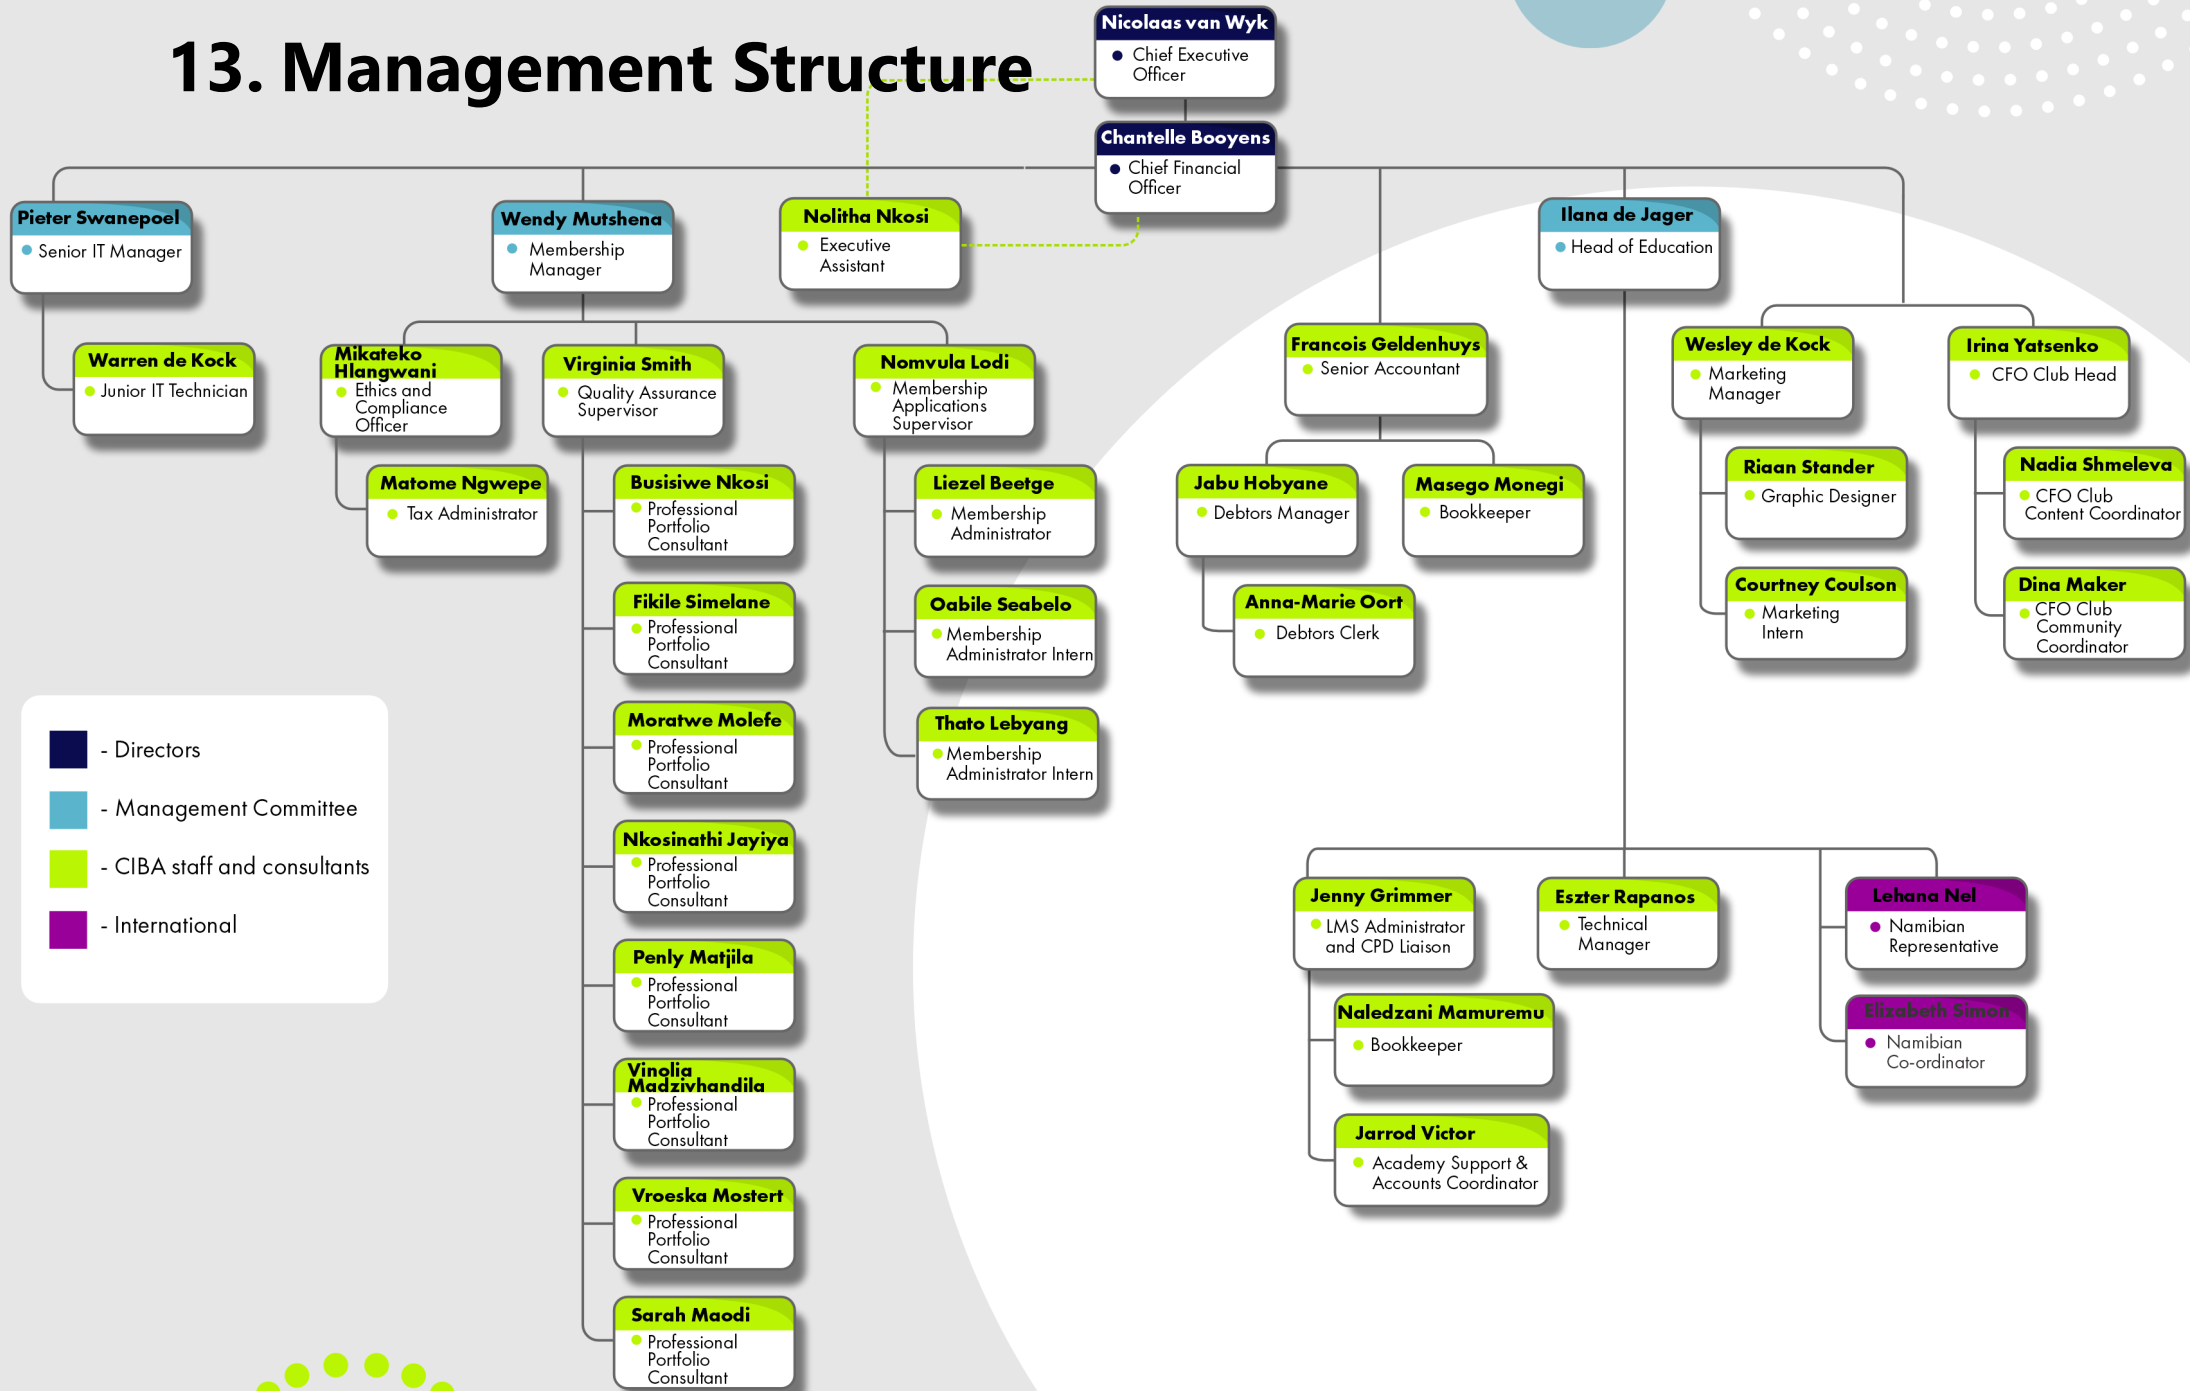 13. Management Structure
Nicolaas van Wyk
Chief Executive
Officer
Chantelle Booyens
Chief Financial
Officer
Pieter Swanepoel
Senior IT Manager
Warren de Kock
Junior IT Technician
Wendy Mutshena
Membership
Manager
Nolitha Nkosi
Executive
Assistant
Mikateko
Hlangwani
Ethics and
Compliance
Officer
Matome Ngwepe
Tax Administrator
Virginia Smith
Quality Assurance
Supervisor
Busisiwe Nkosi
Professional
Portfolio
Consultant
Fikile Simelane
Professional
Portfolio
Consultant
Moratwe Molefe
Professional
Portfolio
Consultant
Nkosinathi Jayiya
Professional
Portfolio
Consultant
Penly Matjila
Professional
Portfolio
Consultant
Vinolia
Madzivhandila
Professional
Portfolio
Consultant
Vroeska Mostert
Professional
Portfolio
Consultant
Sarah Maodi
Professional
Portfolio
Consultant
Nomvula Lodi
Membership
Applications
Supervisor
Liezel Beetge
Membership
Administrator
Oabile Seabelo
Membership
Administrator Intern
Thato Lebyang
Membership
Administrator Intern
Francois Geldenhuys
Senior Accountant
Jabu Hobyane
Debtors Manager
Anna-Marie Oort
Debtors Clerk
Masego Monegi
Bookkeeper
Ilana de Jager
Head of Education
Jenny Grimmer
LMS Administrator
and CPD Liaison
Naledzani Mamuremu
Bookkeeper
Jarrod Victor
Academy Support &
Accounts Coordinator
Eszter Rapanos
Technical
Manager
Lehana Nel
Namibian
Representative
Elizabeth Simon
Namibian
Co-ordinator
Wesley de Kock
Marketing
Manager
Riaan Stander
Graphic Designer
Courtney Coulson
Marketing
Intern
Irina Yatsenko
CFO Club Head
Nadia Shmeleva
CFO Club
Content Coordinator
Dina Maker
CFO Club
Community
Coordinator
- Directors
- Management Committee
- CIBA staff and consultants
- International